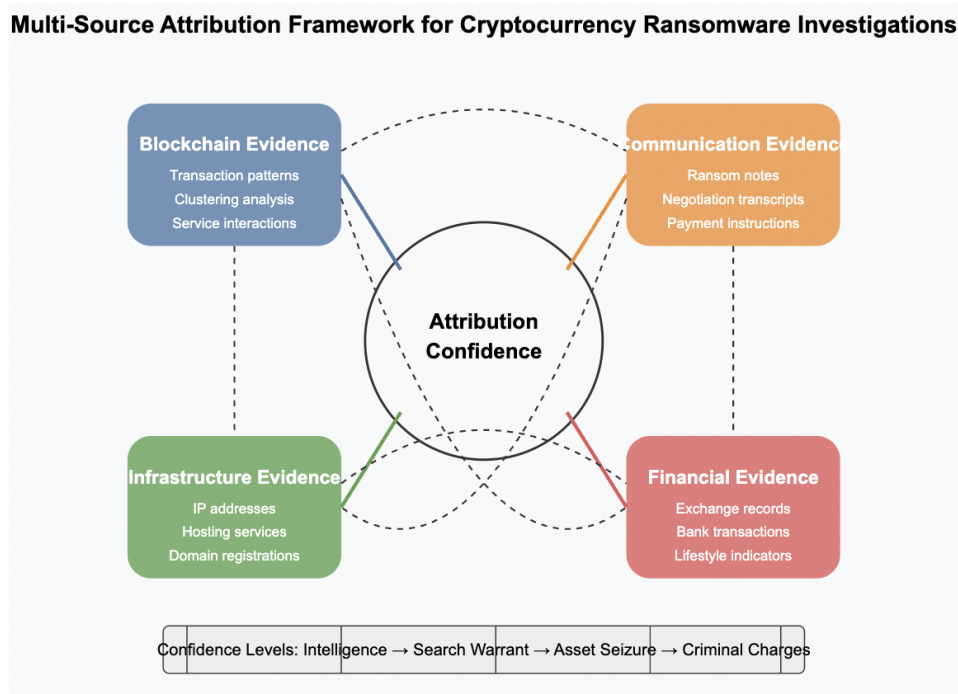 Multi-Source Attribution Framework for Cryptocurrency Ransomware Investigations
Blockchain Evidence
Transaction patterns
Clustering analysis
Service interactions
Communication Evidence
Ransom notes
Negotiation transcripts
Payment instructions
Attribution
Confidence
Infrastructure Evidence
IP addresses
Hosting services
Domain registrations
Financial Evidence
Exchange records
Bank transactions
Lifestyle indicators
Confidence Levels: Intelligence → Search Warrant → Asset Seizure → Criminal Charges